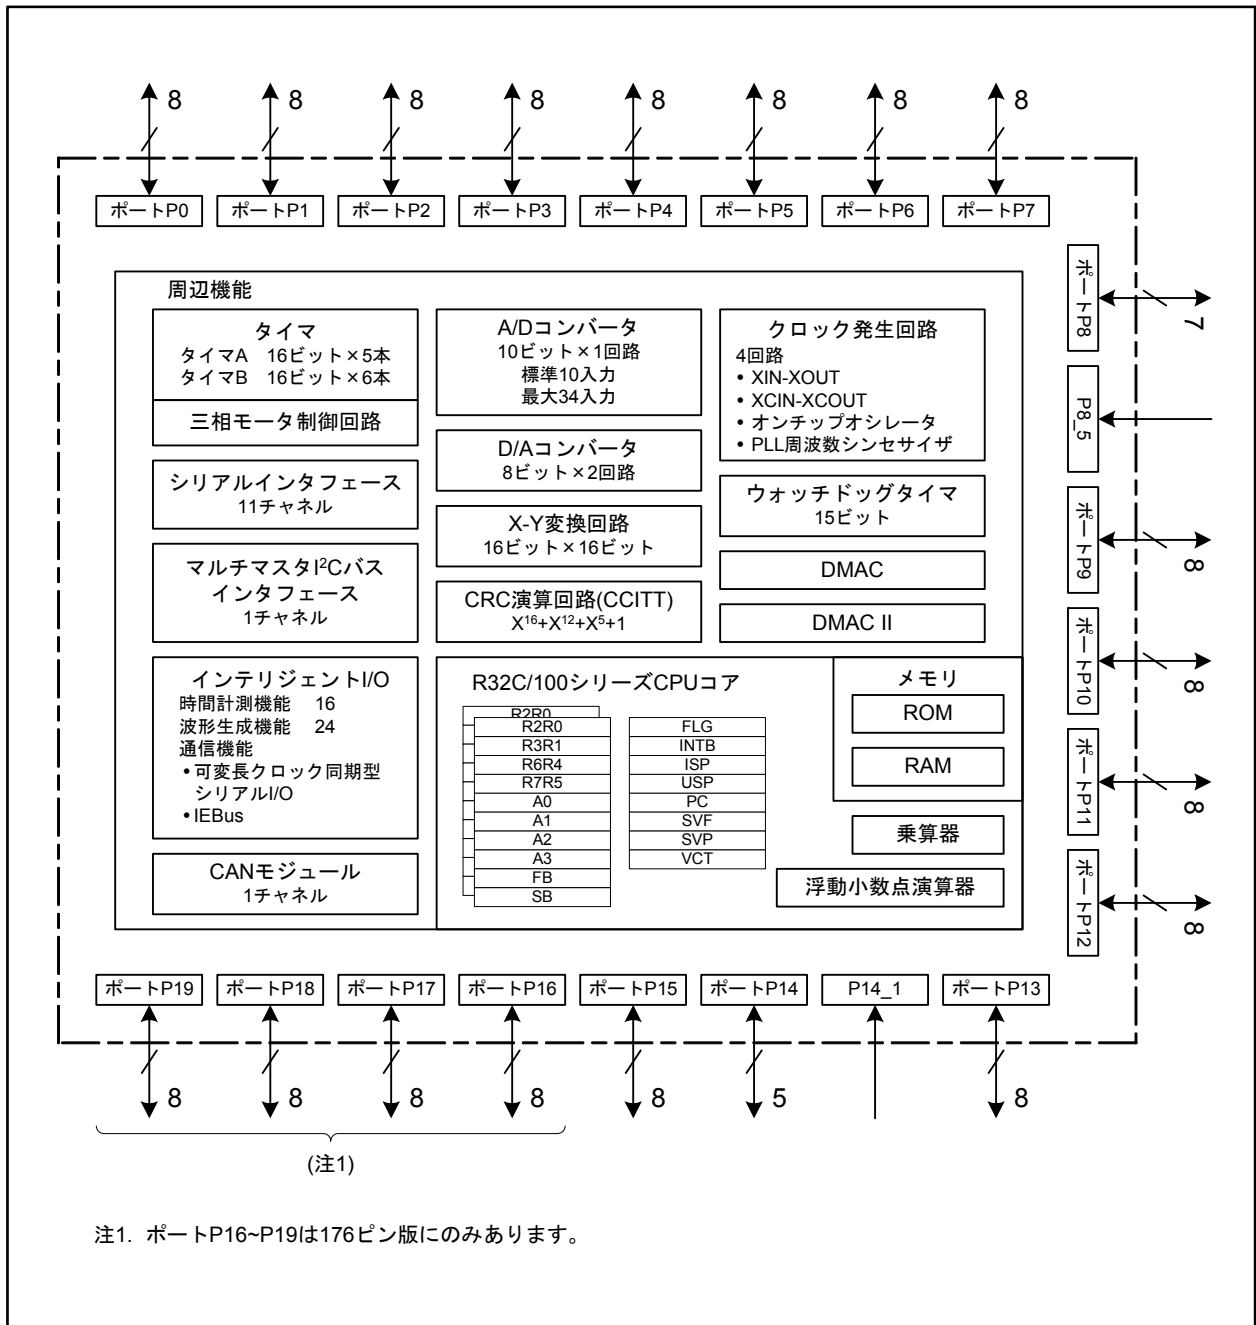 8 8 8 8 8 8 8 8
ポートP0 ポートP1 ポートP2 ポートP3 ポートP4 ポートP5 ポートP6 ポートP7
ポートP8
7
P8_5
ポートP9
8
ポートP10
8
ポートP11
8
ポートP12
8
周辺機能
タイマ
タイマA 16ビット×5本
タイマB 16ビット×6本
三相モータ制御回路
シリアルインタフェース
11チャネル
マルチマスタI²Cバス
インタフェース
1チャネル
インテリジェントI/O
時間計測機能 16
波形生成機能 24
通信機能
•可変長クロック同期型
シリアルI/O
•IEBus
CANモジュール
1チャネル
A/Dコンバータ
10ビット×1回路
標準10入力
最大34入力
D/Aコンバータ
8ビット×2回路
X-Y変換回路
16ビット×16ビット
CRC演算回路(CCITT)
X¹⁶+X¹²+X⁵+1
クロック発生回路
4回路
• XIN-XOUT
• XCIN-XCOUT
• オンチップオシレータ
• PLL周波数シンセサイザ
ウォッチドッグタイマ
15ビット
DMAC
DMAC II
R32C/100シリーズCPUコア
R2R0
R2R0
R3R1
R6R4
R7R5
A0
A1
A2
A3
FB
SB
FLG
INTB
ISP
USP
PC
SVF
SVP
VCT
メモリ
ROM
RAM
乗算器
浮動小数点演算器
ポートP19 ポートP18 ポートP17 ポートP16 ポートP15 ポートP14 P14_1 ポートP13
8 8 8 8 8 5 8
(注1)
注1. ポートP16~P19は176ピン版にのみあります。